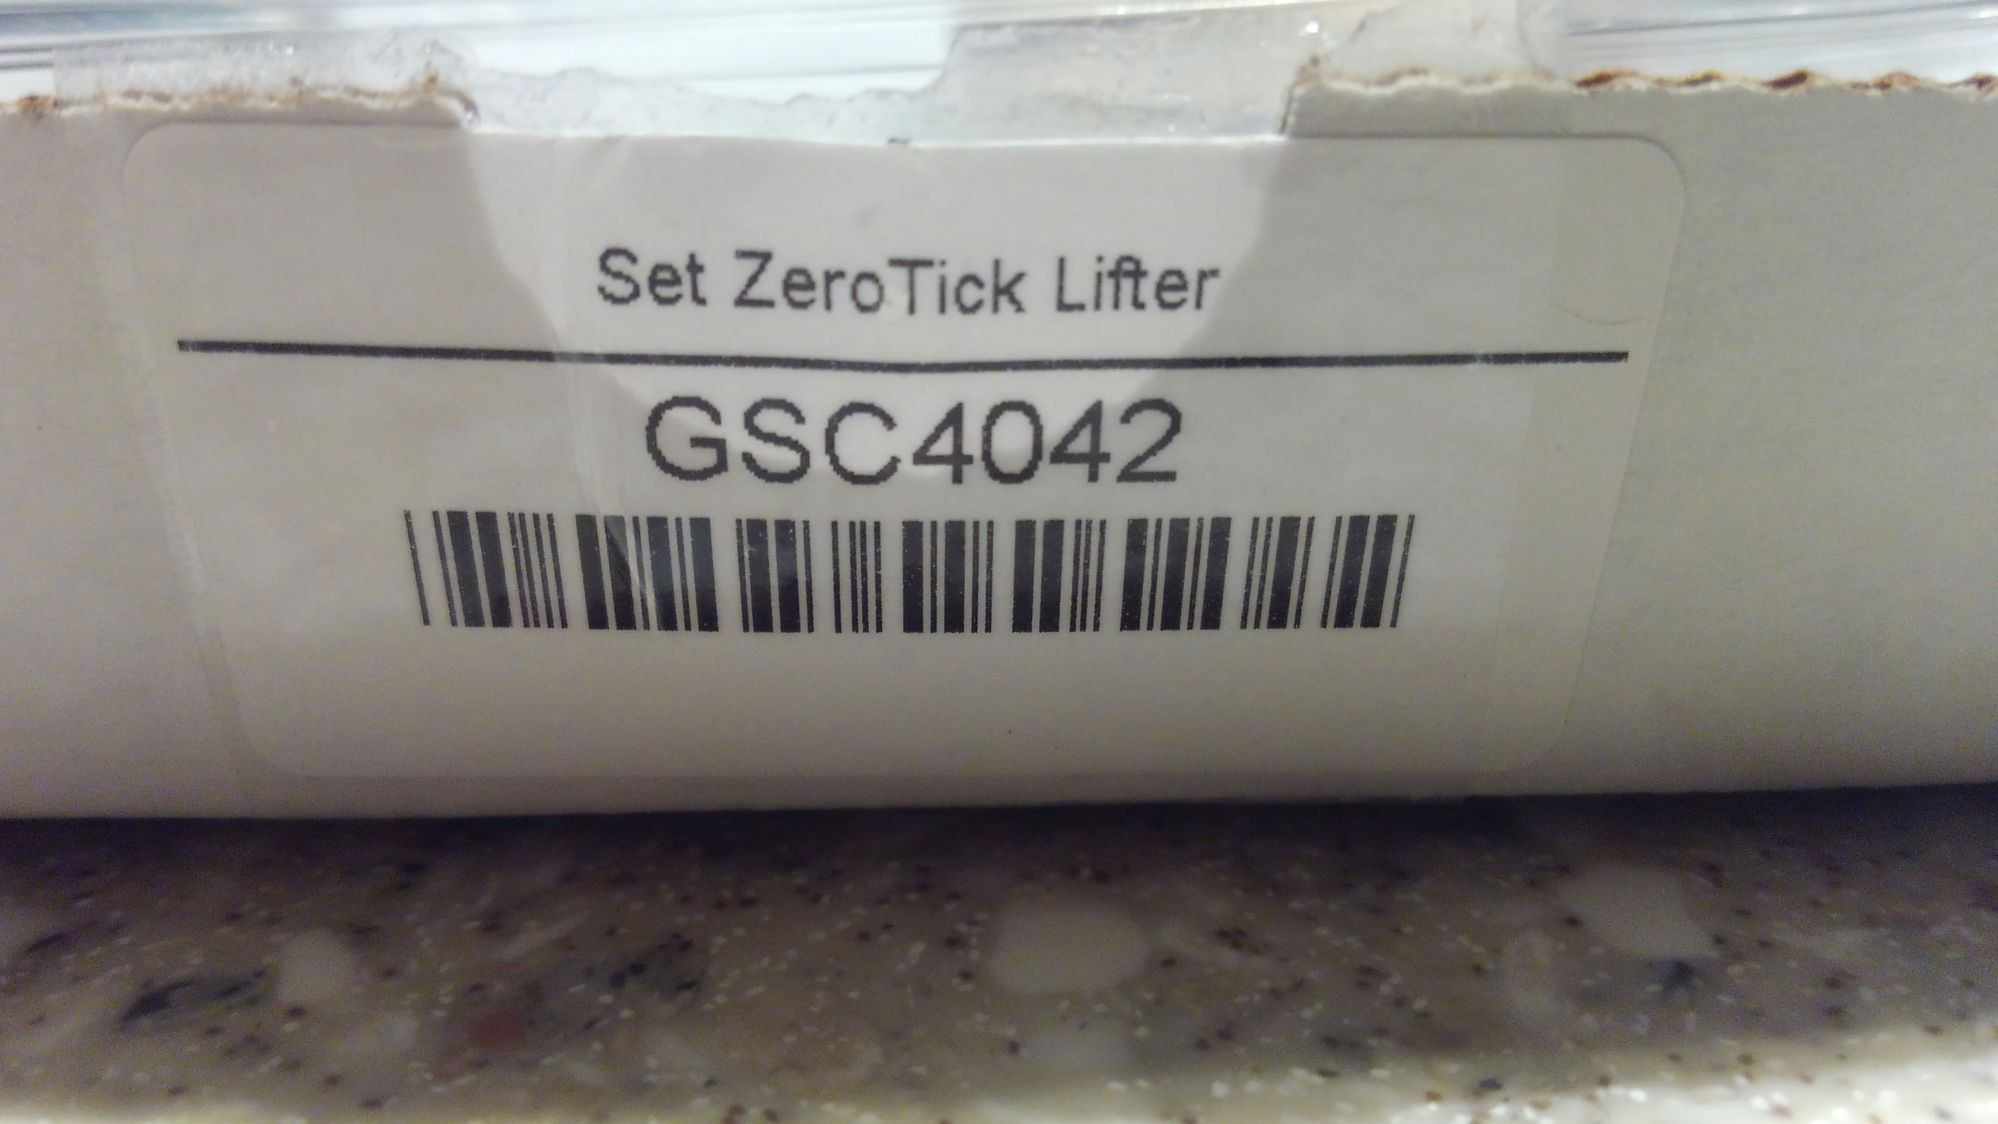 Set ZeroTick Lifter
GSC4042